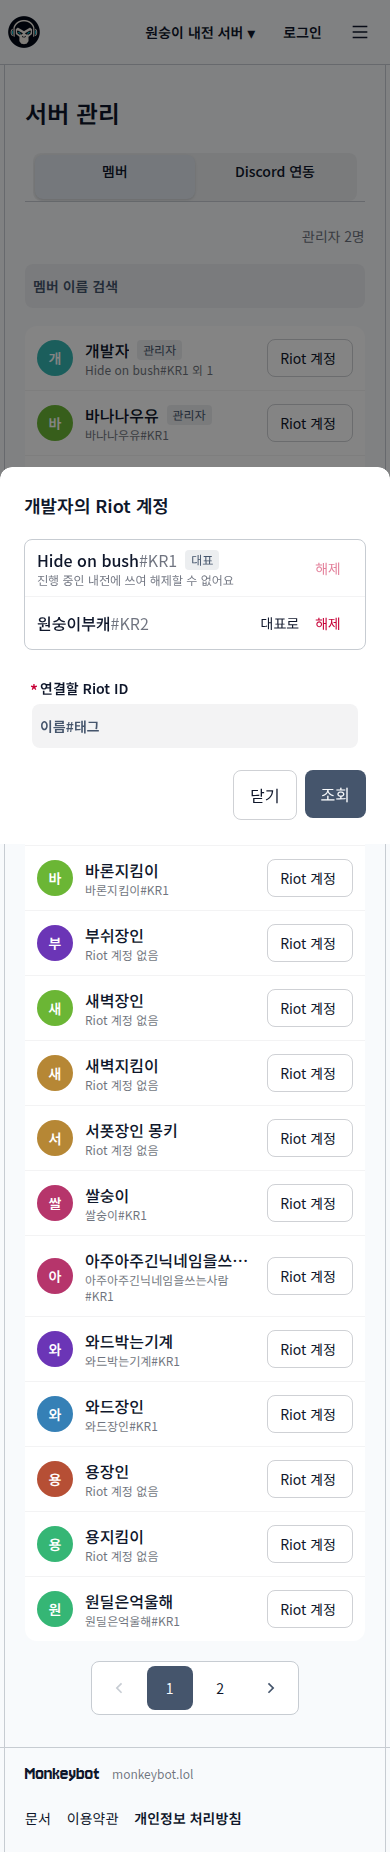 원숭이 내전 서버 ▾ 로그인
서버 관리
멤버 Discord 연동
관리자 2명
멤버 이름 검색
개 개발자 관리자 Riot 계정
Hide on bush#KR1 외 1
바 바나나우유 관리자 Riot 계정
바나나우유#KR1
개발자의 Riot 계정
Hide on bush#KR1 대표 해제
진행 중인 내전에 쓰여 해제할 수 없어요
원숭이부캐#KR2 대표로 해제
* 연결할 Riot ID
이름#태그
닫기 조회
바 바론지킴이 Riot 계정
바론지킴이#KR1
부 부쉬장인 Riot 계정
Riot 계정 없음
새 새벽장인 Riot 계정
Riot 계정 없음
새 새벽지킴이 Riot 계정
Riot 계정 없음
서 서폿장인 몽키 Riot 계정
Riot 계정 없음
쌀 쌀숭이 Riot 계정
쌀숭이#KR1
아 아주아주긴닉네임을쓰… Riot 계정
아주아주긴닉네임을쓰는사람
#KR1
와 와드박는기계 Riot 계정
와드박는기계#KR1
와 와드장인 Riot 계정
와드장인#KR1
용 용장인 Riot 계정
Riot 계정 없음
용 용지킴이 Riot 계정
Riot 계정 없음
원 원딜은억울해 Riot 계정
원딜은억울해#KR1
1 2
Monkeybot monkeybot.lol
문서 이용약관 개인정보 처리방침